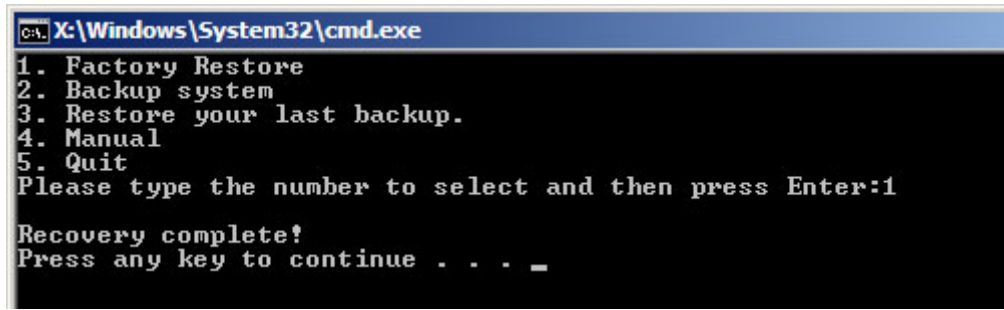 C:\. X:\Windows\System32\cmd.exe
1. Factory Restore
2. Backup system
3. Restore your last backup.
4. Manual
5. Quit
Please type the number to select and then press Enter:1
Recovery complete!
Press any key to continue . . . _